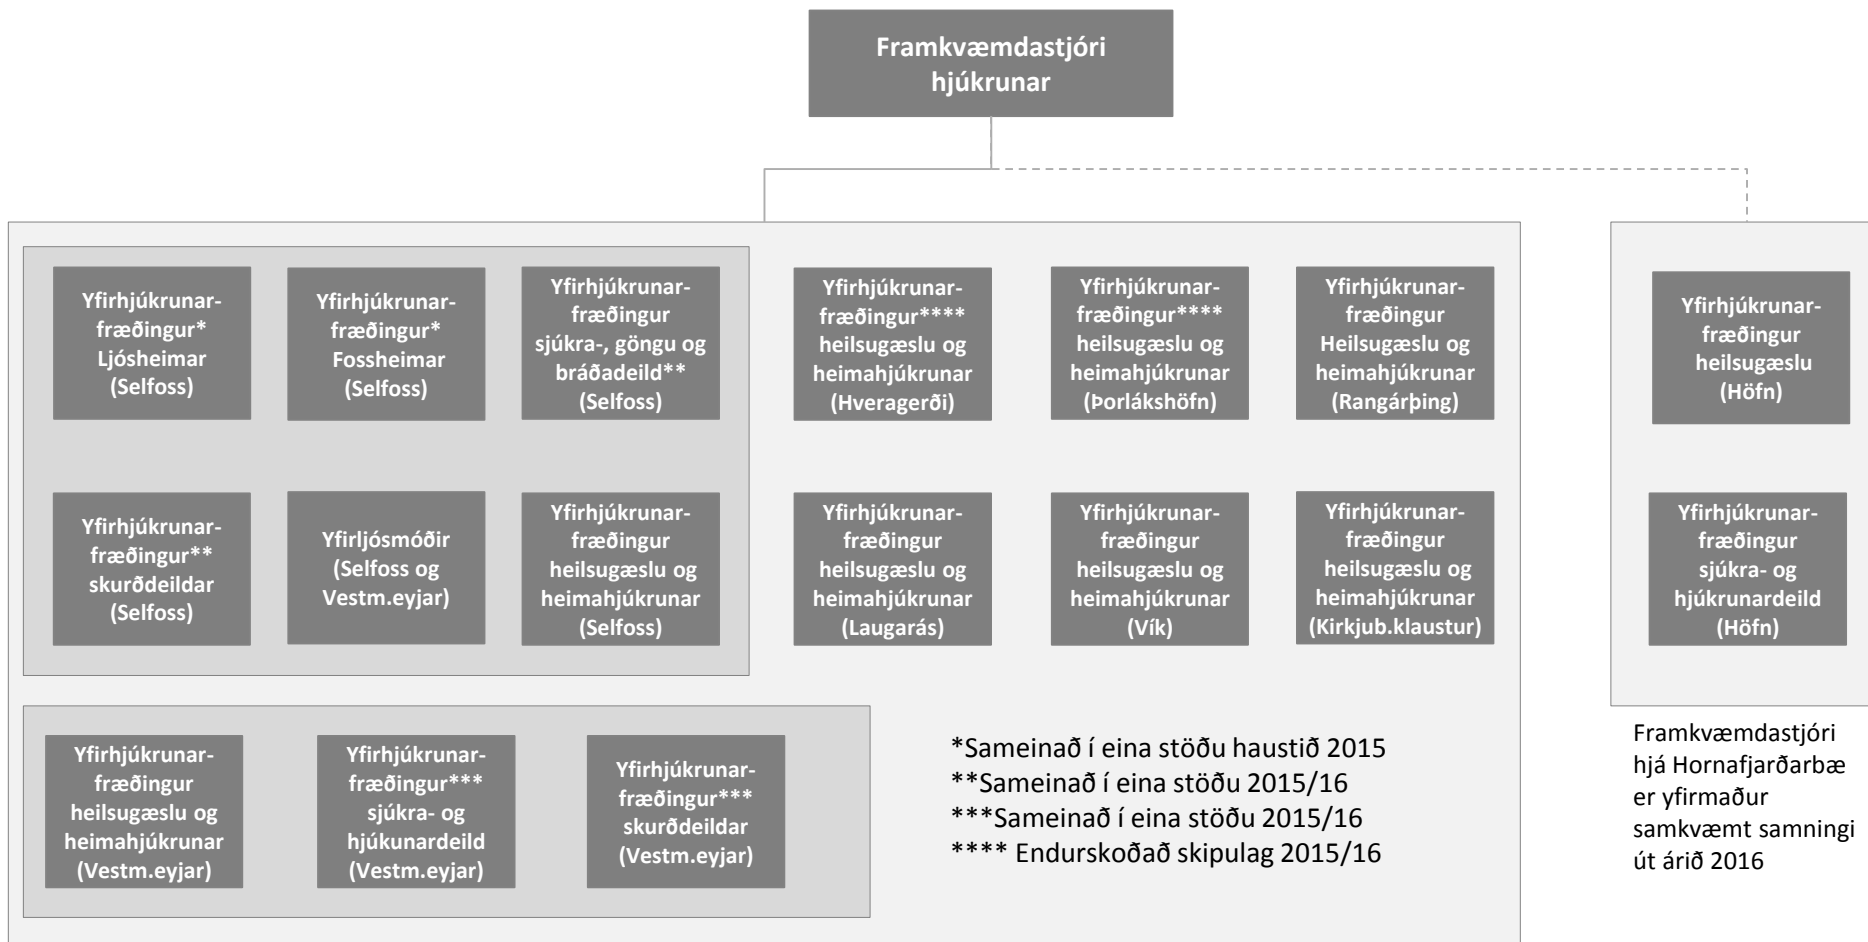 Framkvæmdastjóri
hjúkrunar
Yfirhjúkrunar-
fræðingur*
Ljósheimar
(Selfoss)
Yfirhjúkrunar-
fræðingur*
Fossheimar
(Selfoss)
Yfirhjúkrunar-
fræðingur
sjúkra-, göngu og
bráðadeild**
(Selfoss)
Yfirhjúkrunar-
fræðingur****
heilsugæslu og
heimahjúkrunar
(Hveragerði)
Yfirhjúkrunar-
fræðingur****
heilsugæslu og
heimahjúkrunar
(Þorlákshöfn)
Yfirhjúkrunar-
fræðingur
Heilsugæslu og
heimahjúkrunar
(Rangárþing)
Yfirhjúkrunar-
fræðingur
heilsugæslu
(Höfn)
Yfirhjúkrunar-
fræðingur**
skurðdeildar
(Selfoss)
Yfirljósmóðir
(Selfoss og
Vestm.eyjar)
Yfirhjúkrunar-
fræðingur
heilsugæslu og
heimahjúkrunar
(Selfoss)
Yfirhjúkrunar-
fræðingur
heilsugæslu og
heimahjúkrunar
(Laugarás)
Yfirhjúkrunar-
fræðingur
heilsugæslu og
heimahjúkrunar
(Vík)
Yfirhjúkrunar-
fræðingur
heilsugæslu og
heimahjúkrunar
(Kirkjub.klaustur)
Yfirhjúkrunar-
fræðingur
sjúkra- og
hjúkrunardeild
(Höfn)
Yfirhjúkrunar-
fræðingur
heilsugæslu og
heimahjúkrunar
(Vestm.eyjar)
Yfirhjúkrunar-
fræðingur***
sjúkra- og
hjúkunardeild
(Vestm.eyjar)
Yfirhjúkrunar-
fræðingur***
skurðdeildar
(Vestm.eyjar)
*Sameinað í eina stöðu haustið 2015
**Sameinað í eina stöðu 2015/16
***Sameinað í eina stöðu 2015/16
**** Endurskoðað skipulag 2015/16
Framkvæmdastjóri
hjá Hornafjarðarbæ
er yfirmaður
samkvæmt samningi
út árið 2016